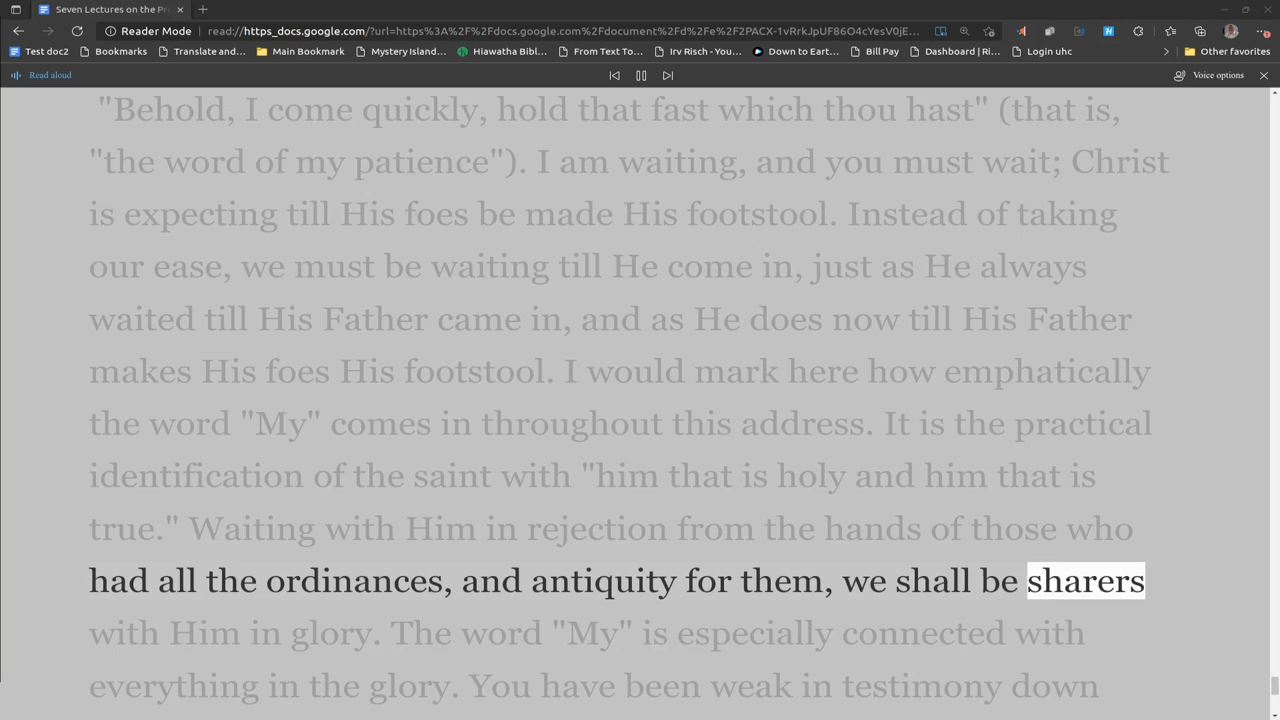 Seven Lectures on the Pr
Reader Mode
read://https_docs.google.com/?url=https%3A%2F%2Fdocs.google.com%2Fdocument%2Fd%2Fe%2F2PACX-1vRrkJpUF86O4cYesV0jE...
Test doc2
Bookmarks
Translate and...
Main Bookmark
Mystery Island...
Hiawatha Bibl...
From Text To...
Irv Risch - You...
Down to Eart...
Bill Pay
Dashboard | Ri...
Login uhc
Other favorites
Read aloud
Voice options
"Behold, I come quickly, hold that fast which thou hast" (that is,
"the word of my patience"). I am waiting, and you must wait; Christ
is expecting till His foes be made His footstool. Instead of taking
our ease, we must be waiting till He come in, just as He always
waited till His Father came in, and as He does now till His Father
makes His foes His footstool. I would mark here how emphatically
the word "My" comes in throughout this address. It is the practical
identification of the saint with "him that is holy and him that is
true." Waiting with Him in rejection from the hands of those who
had all the ordinances, and antiquity for them, we shall be sharers
with Him in glory. The word "My" is especially connected with
everything in the glory. You have been weak in testimony down